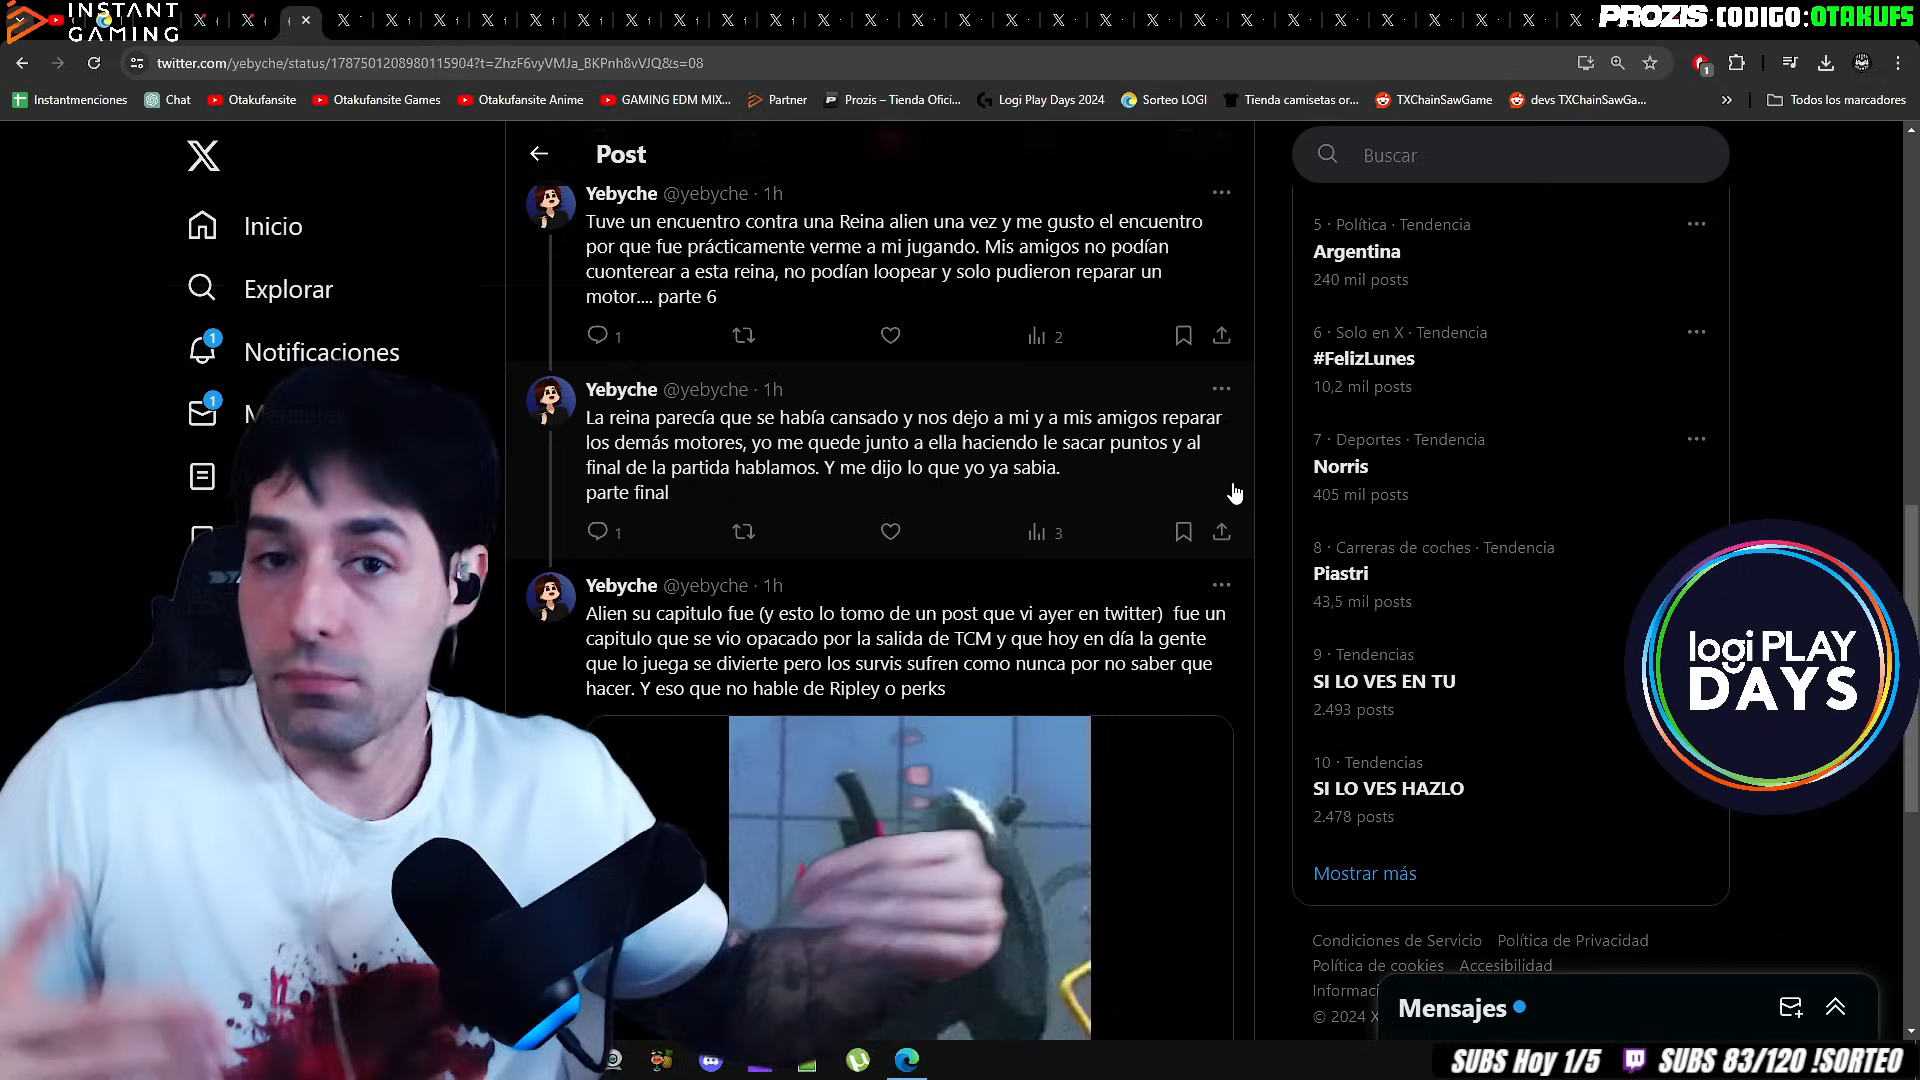 INSTANT
GAMING
PROZIS CODIGO:OTAKUFS
twitter.com/yebyche/status/1787501208980115904?t=ZhzF6vyVMJa_BKPnh8vVJQ&s=08
Instantmenciones
Chat
Otakufansite
Otakufansite Games
Otakufansite Anime
GAMING EDM MIX...
Partner
Prozis – Tienda Ofici...
Logi Play Days 2024
Sorteo LOGI
Tienda camisetas or...
TXChainSawGame
devs TXChainSawGa...
Todos los marcadores
Inicio
Explorar
1
Notificaciones
1
Post
Yebyche @yebyche · 1h
Tuve un encuentro contra una Reina alien una vez y me gusto el encuentro
por que fue prácticamente verme a mi jugando. Mis amigos no podían
cuonterear a esta reina, no podían loopear y solo pudieron reparar un
motor.... parte 6
1
2
Yebyche @yebyche · 1h
La reina parecía que se había cansado y nos dejo a mi y a mis amigos reparar
los demás motores, yo me quede junto a ella haciendo le sacar puntos y al
final de la partida hablamos. Y me dijo lo que yo ya sabia.
parte final
1
3
Yebyche @yebyche · 1h
Alien su capitulo fue (y esto lo tomo de un post que vi ayer en twitter) fue un
capitulo que se vio opacado por la salida de TCM y que hoy en día la gente
que lo juega se divierte pero los survis sufren como nunca por no saber que
hacer. Y eso que no hable de Ripley o perks
Buscar
5 · Política · Tendencia
Argentina
240 mil posts
6 · Solo en X · Tendencia
#FelizLunes
10,2 mil posts
7 · Deportes · Tendencia
Norris
405 mil posts
8 · Carreras de coches · Tendencia
Piastri
43,5 mil posts
9 · Tendencias
SI LO VES EN TU
2.493 posts
10 · Tendencias
SI LO VES HAZLO
2.478 posts
Mostrar más
Condiciones de Servicio Política de Privacidad
Política de cookies Accesibilidad
© 2024 X
Mensajes
logi PLAY
DAYS
SUBS Hoy 1/5 SUBS 83/120 !SORTEO